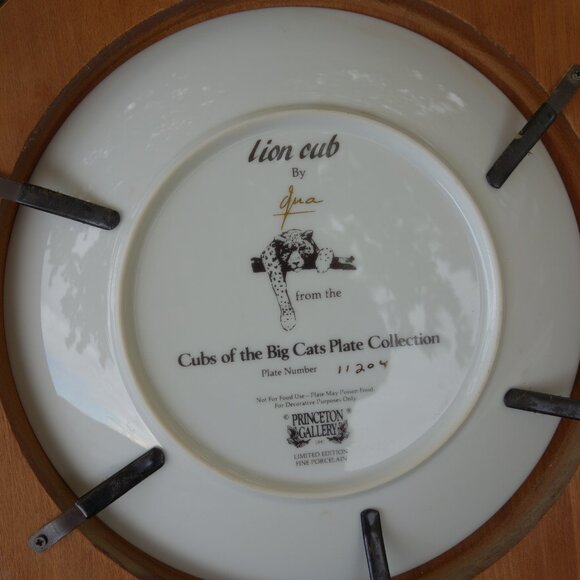 lion cub
By
Qua
from the
Cubs of the Big Cats Plate Collection
Plate Number 11204
Not For Food Use – Plate May Poison Food.
For Decorative Purposes Only.
© PRINCETON
GALLERY
INC.
LIMITED EDITION
FINE PORCELAIN